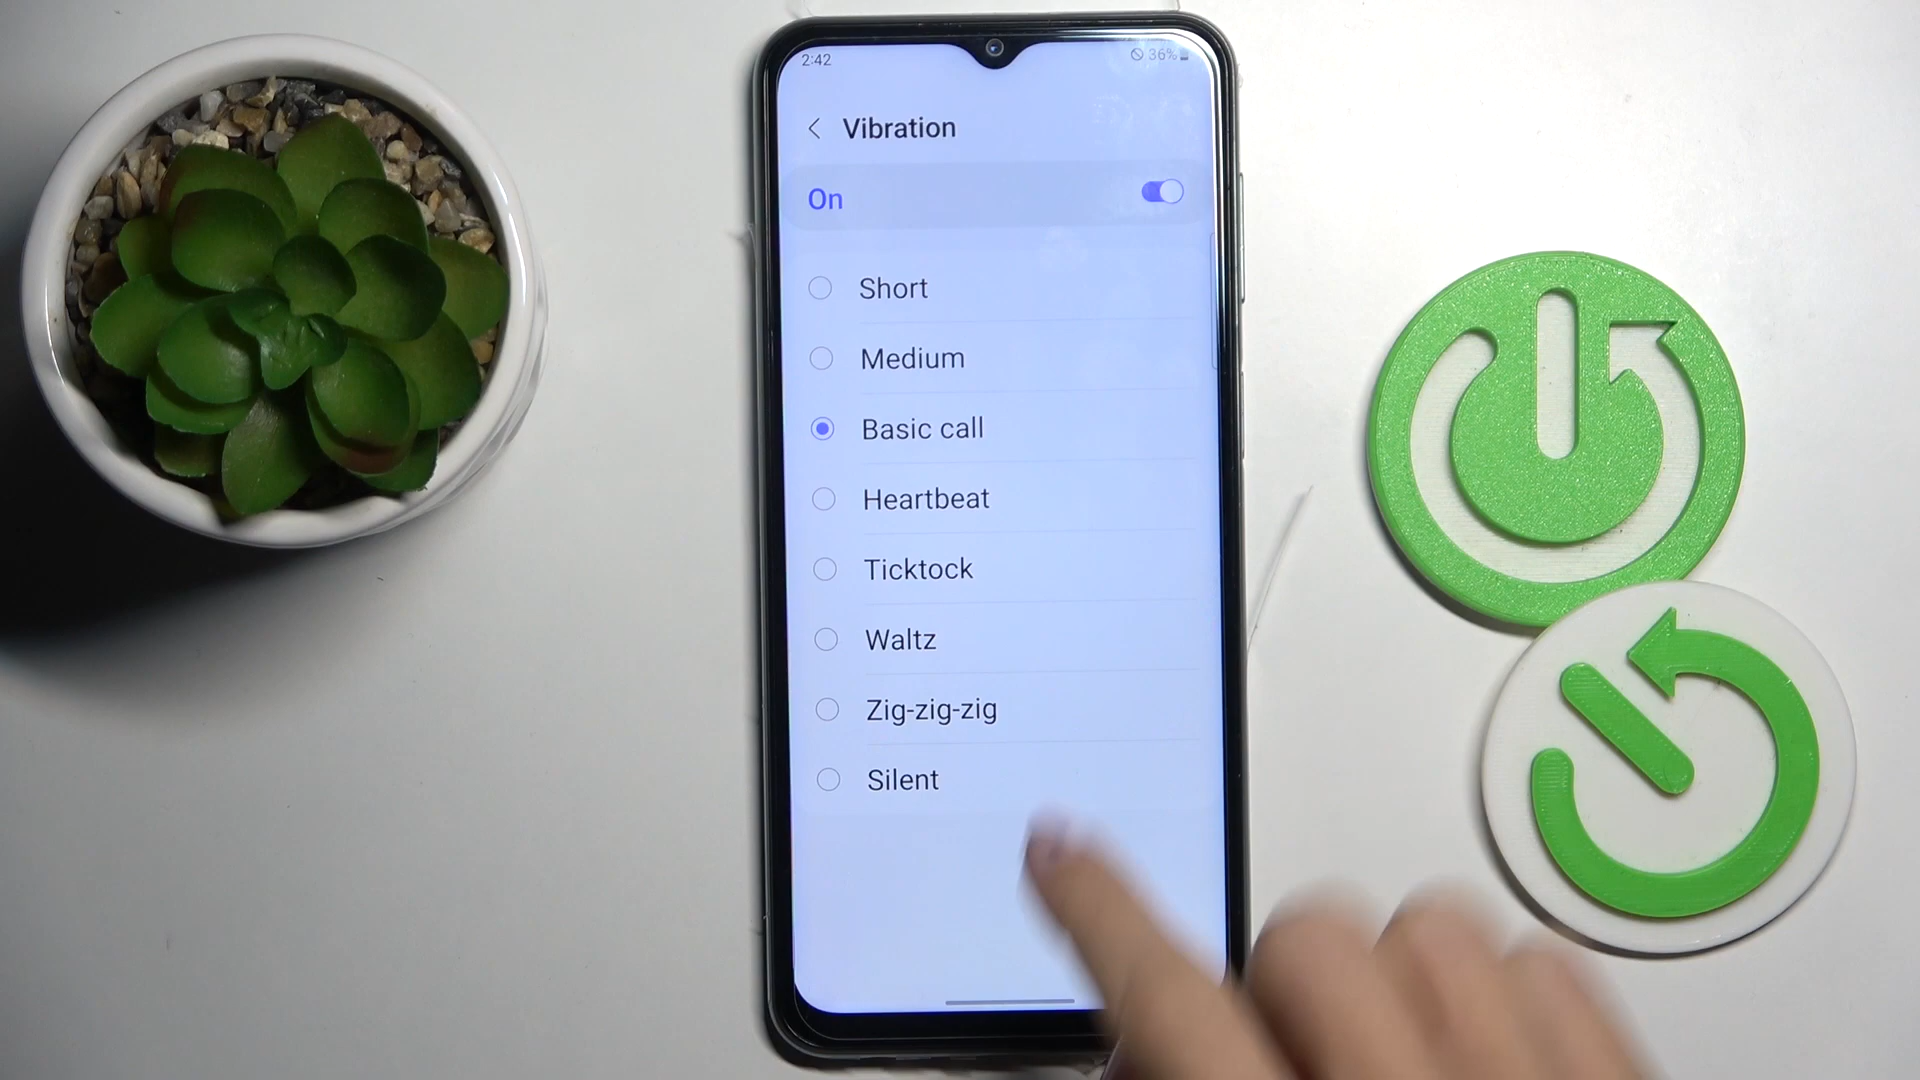 2:42
36%
Vibration
On
Short
Medium
Basic call
Heartbeat
Ticktock
Waltz
Zig-zig-zig
Silent